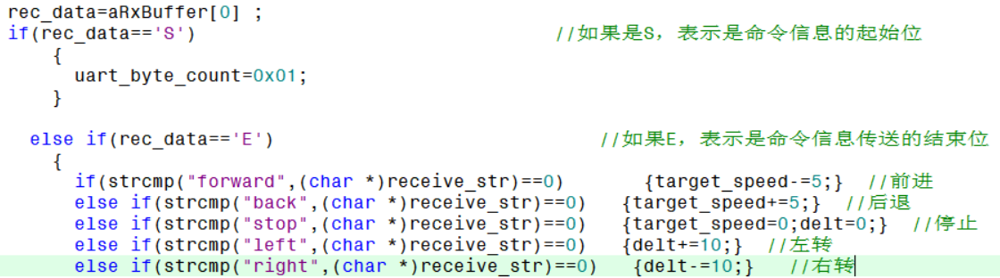 rec_data=aRxBuffer[0] ;
if(rec_data=='S') //如果是S，表示是命令信息的起始位
{
uart_byte_count=0x01;
}
else if(rec_data=='E') //如果E，表示是命令信息传送的结束位
{
if(strcmp("forward",(char *)receive_str)==0) {target_speed-=5;} //前进
else if(strcmp("back",(char *)receive_str)==0) {target_speed+=5;} //后退
else if(strcmp("stop",(char *)receive_str)==0) {target_speed=0;delt=0;} //停止
else if(strcmp("left",(char *)receive_str)==0) {delt+=10;} //左转
else if(strcmp("right",(char *)receive_str)==0) {delt-=10;} //右转